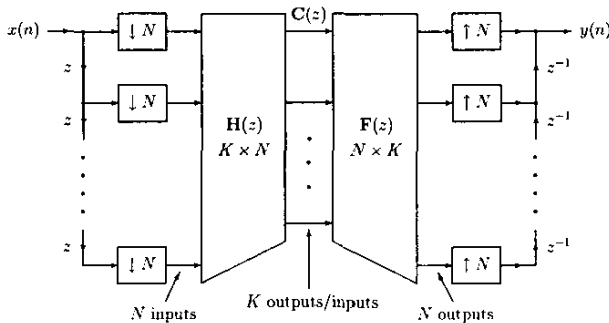 C(z)
x(n) ↓ N ↑ N y(n)
z z⁻¹
↓ N ↑ N
z H(z) F(z) z⁻¹
K × N N × K
z ↓ N ↑ N z⁻¹
N inputs K outputs/inputs N outputs